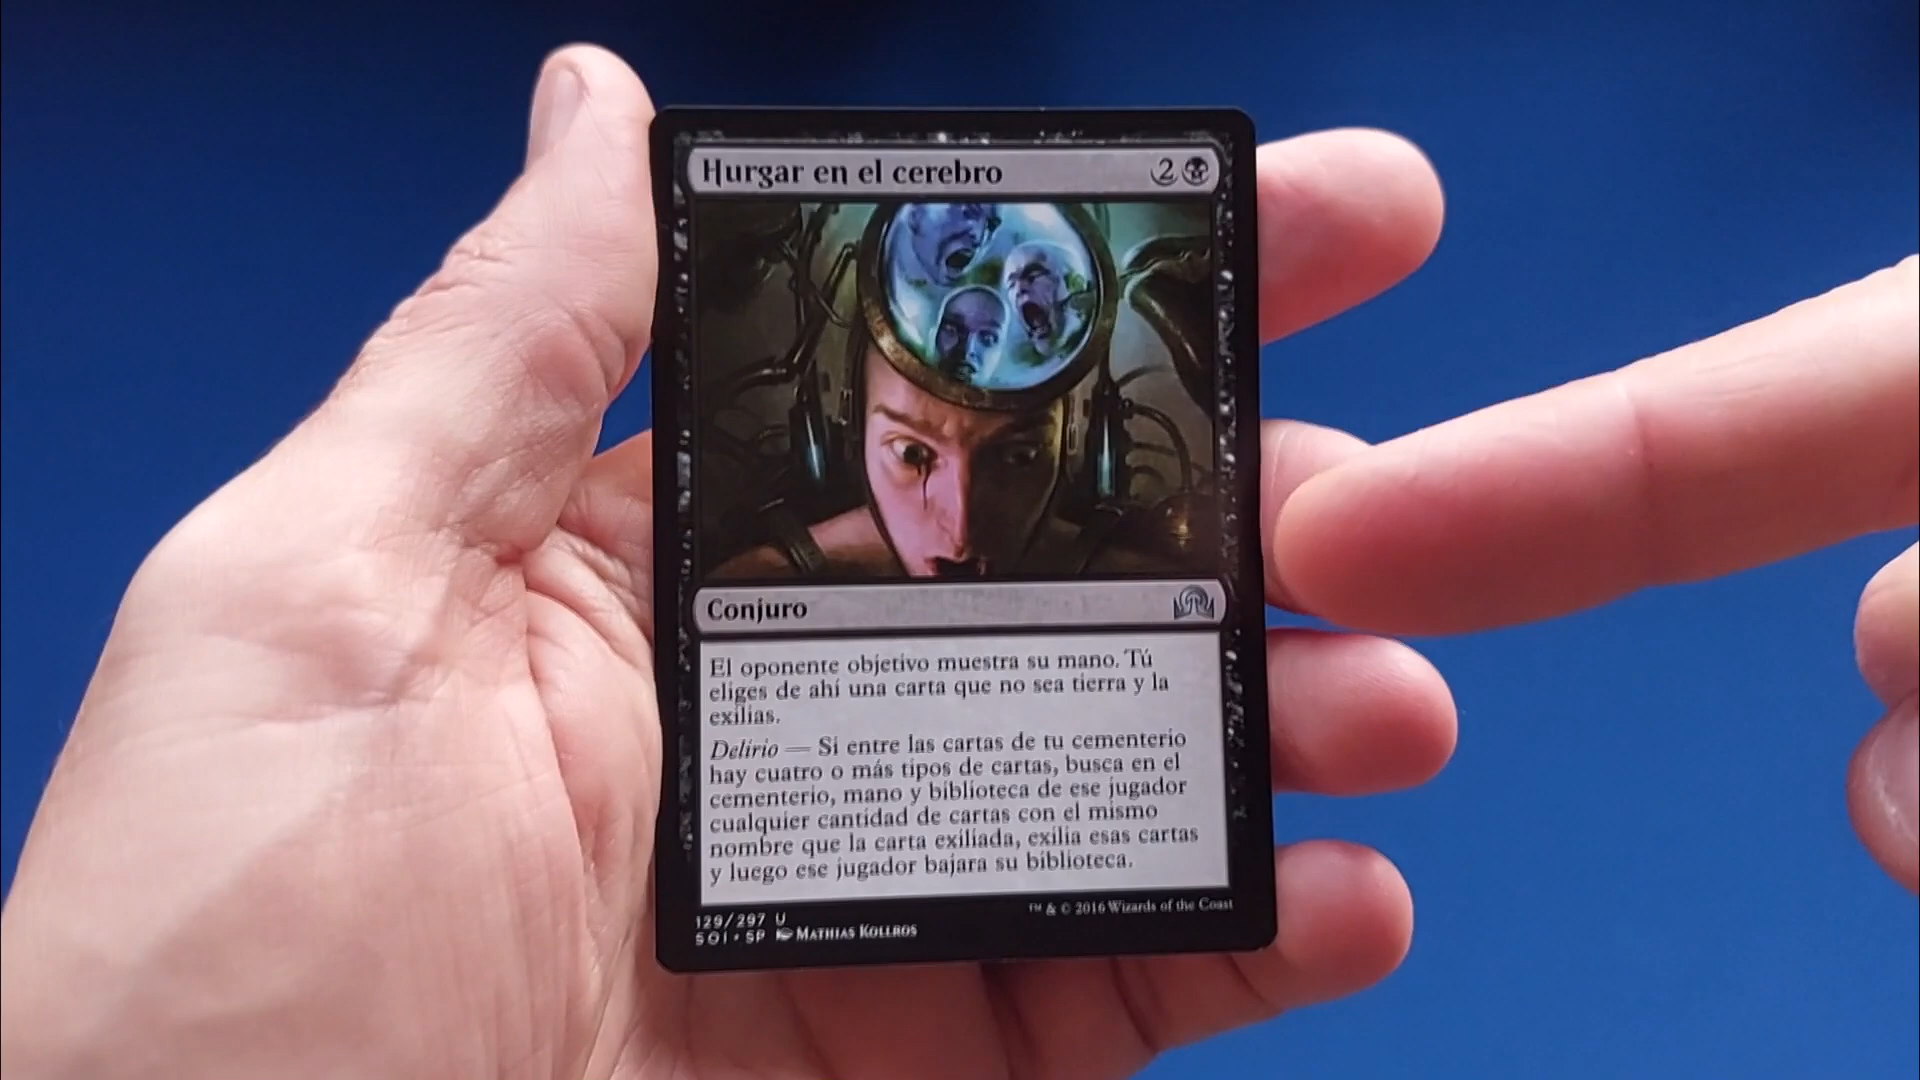 Hurgar en el cerebro 2
Conjuro
El oponente objetivo muestra su mano. Tú
eliges de ahí una carta que no sea tierra y la
exilias.
Delirio — Si entre las cartas de tu cementerio
hay cuatro o más tipos de cartas, busca en el
cementerio, mano y biblioteca de ese jugador
cualquier cantidad de cartas con el mismo
nombre que la carta exiliada, exilia esas cartas
y luego ese jugador bajara su biblioteca.
129/297 U
SOI • SP Mathias Kollros
™ & © 2016 Wizards of the Coast